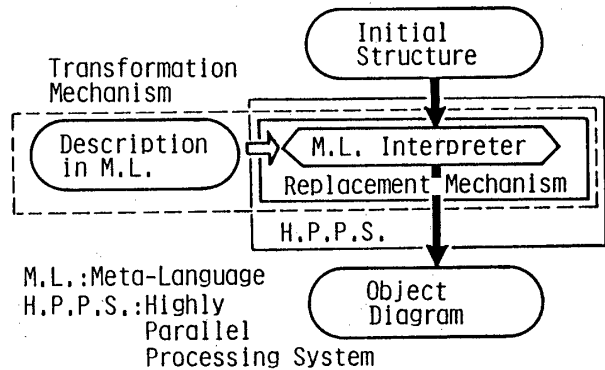 Initial
Structure
Transformation
Mechanism
Description
in M.L.
M.L. Interpreter
Replacement Mechanism
H.P.P.S.
M.L.:Meta-Language
H.P.P.S.:Highly
Parallel
Processing System
Object
Diagram